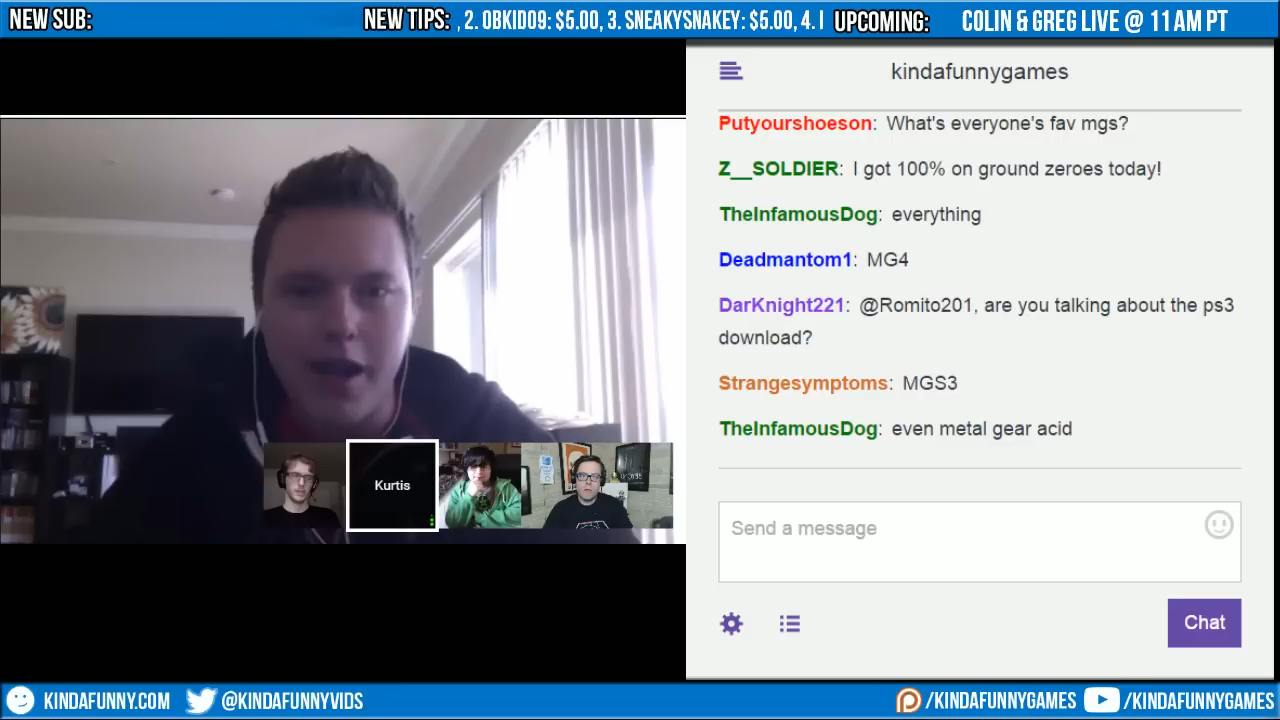 NEW SUB:
NEW TIPS: , 2. OBKID09: $5.00, 3. SNEAKYSNAKEY: $5.00, 4.
UPCOMING: COLIN & GREG LIVE @ 11 AM PT
kindafunnygames
Putyourshoeson: What's everyone's fav mgs?
Z__SOLDIER: I got 100% on ground zeroes today!
TheInfamousDog: everything
Deadmantom1: MG4
DarKnight221: @Romito201, are you talking about the ps3
download?
Strangesymptoms: MGS3
TheInfamousDog: even metal gear acid
Kurtis
Send a message
Chat
KINDAFUNNY.COM
@KINDAFUNNYVIDS
/KINDAFUNNYGAMES
/KINDAFUNNYGAMES